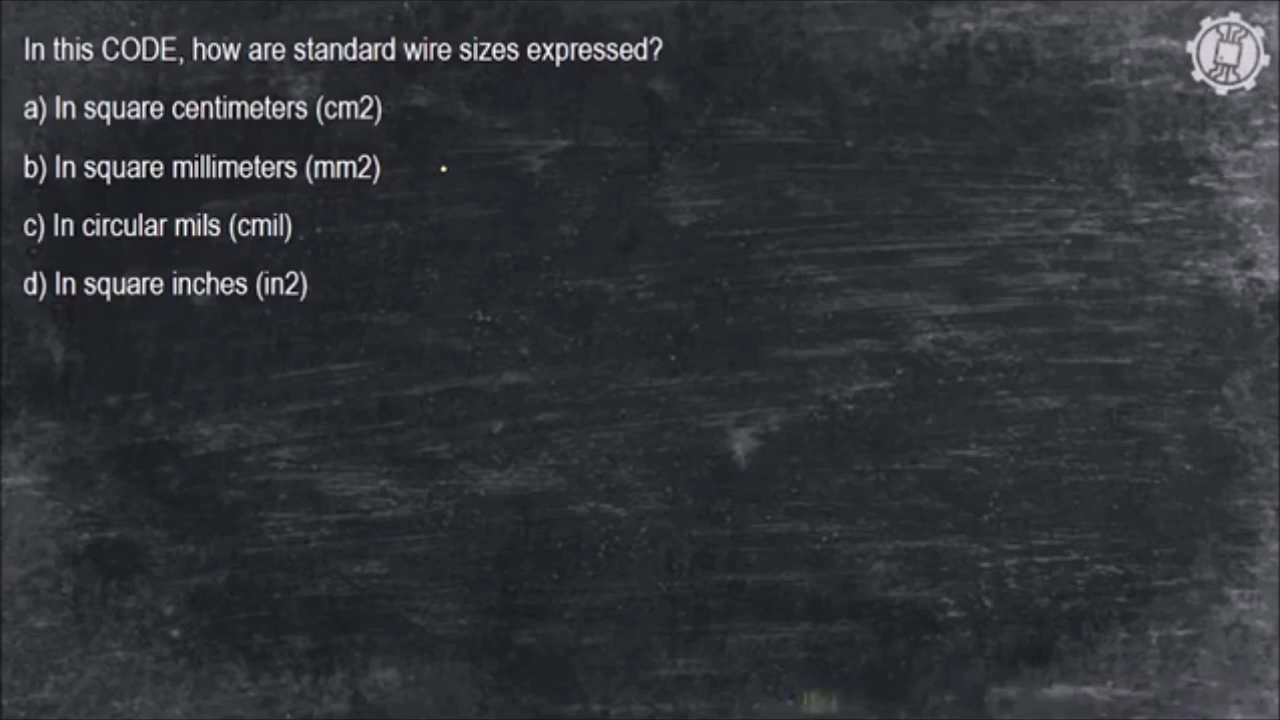 In this CODE, how are standard wire sizes expressed?
a) In square centimeters (cm2)
b) In square millimeters (mm2)
c) In circular mils (cmil)
d) In square inches (in2)